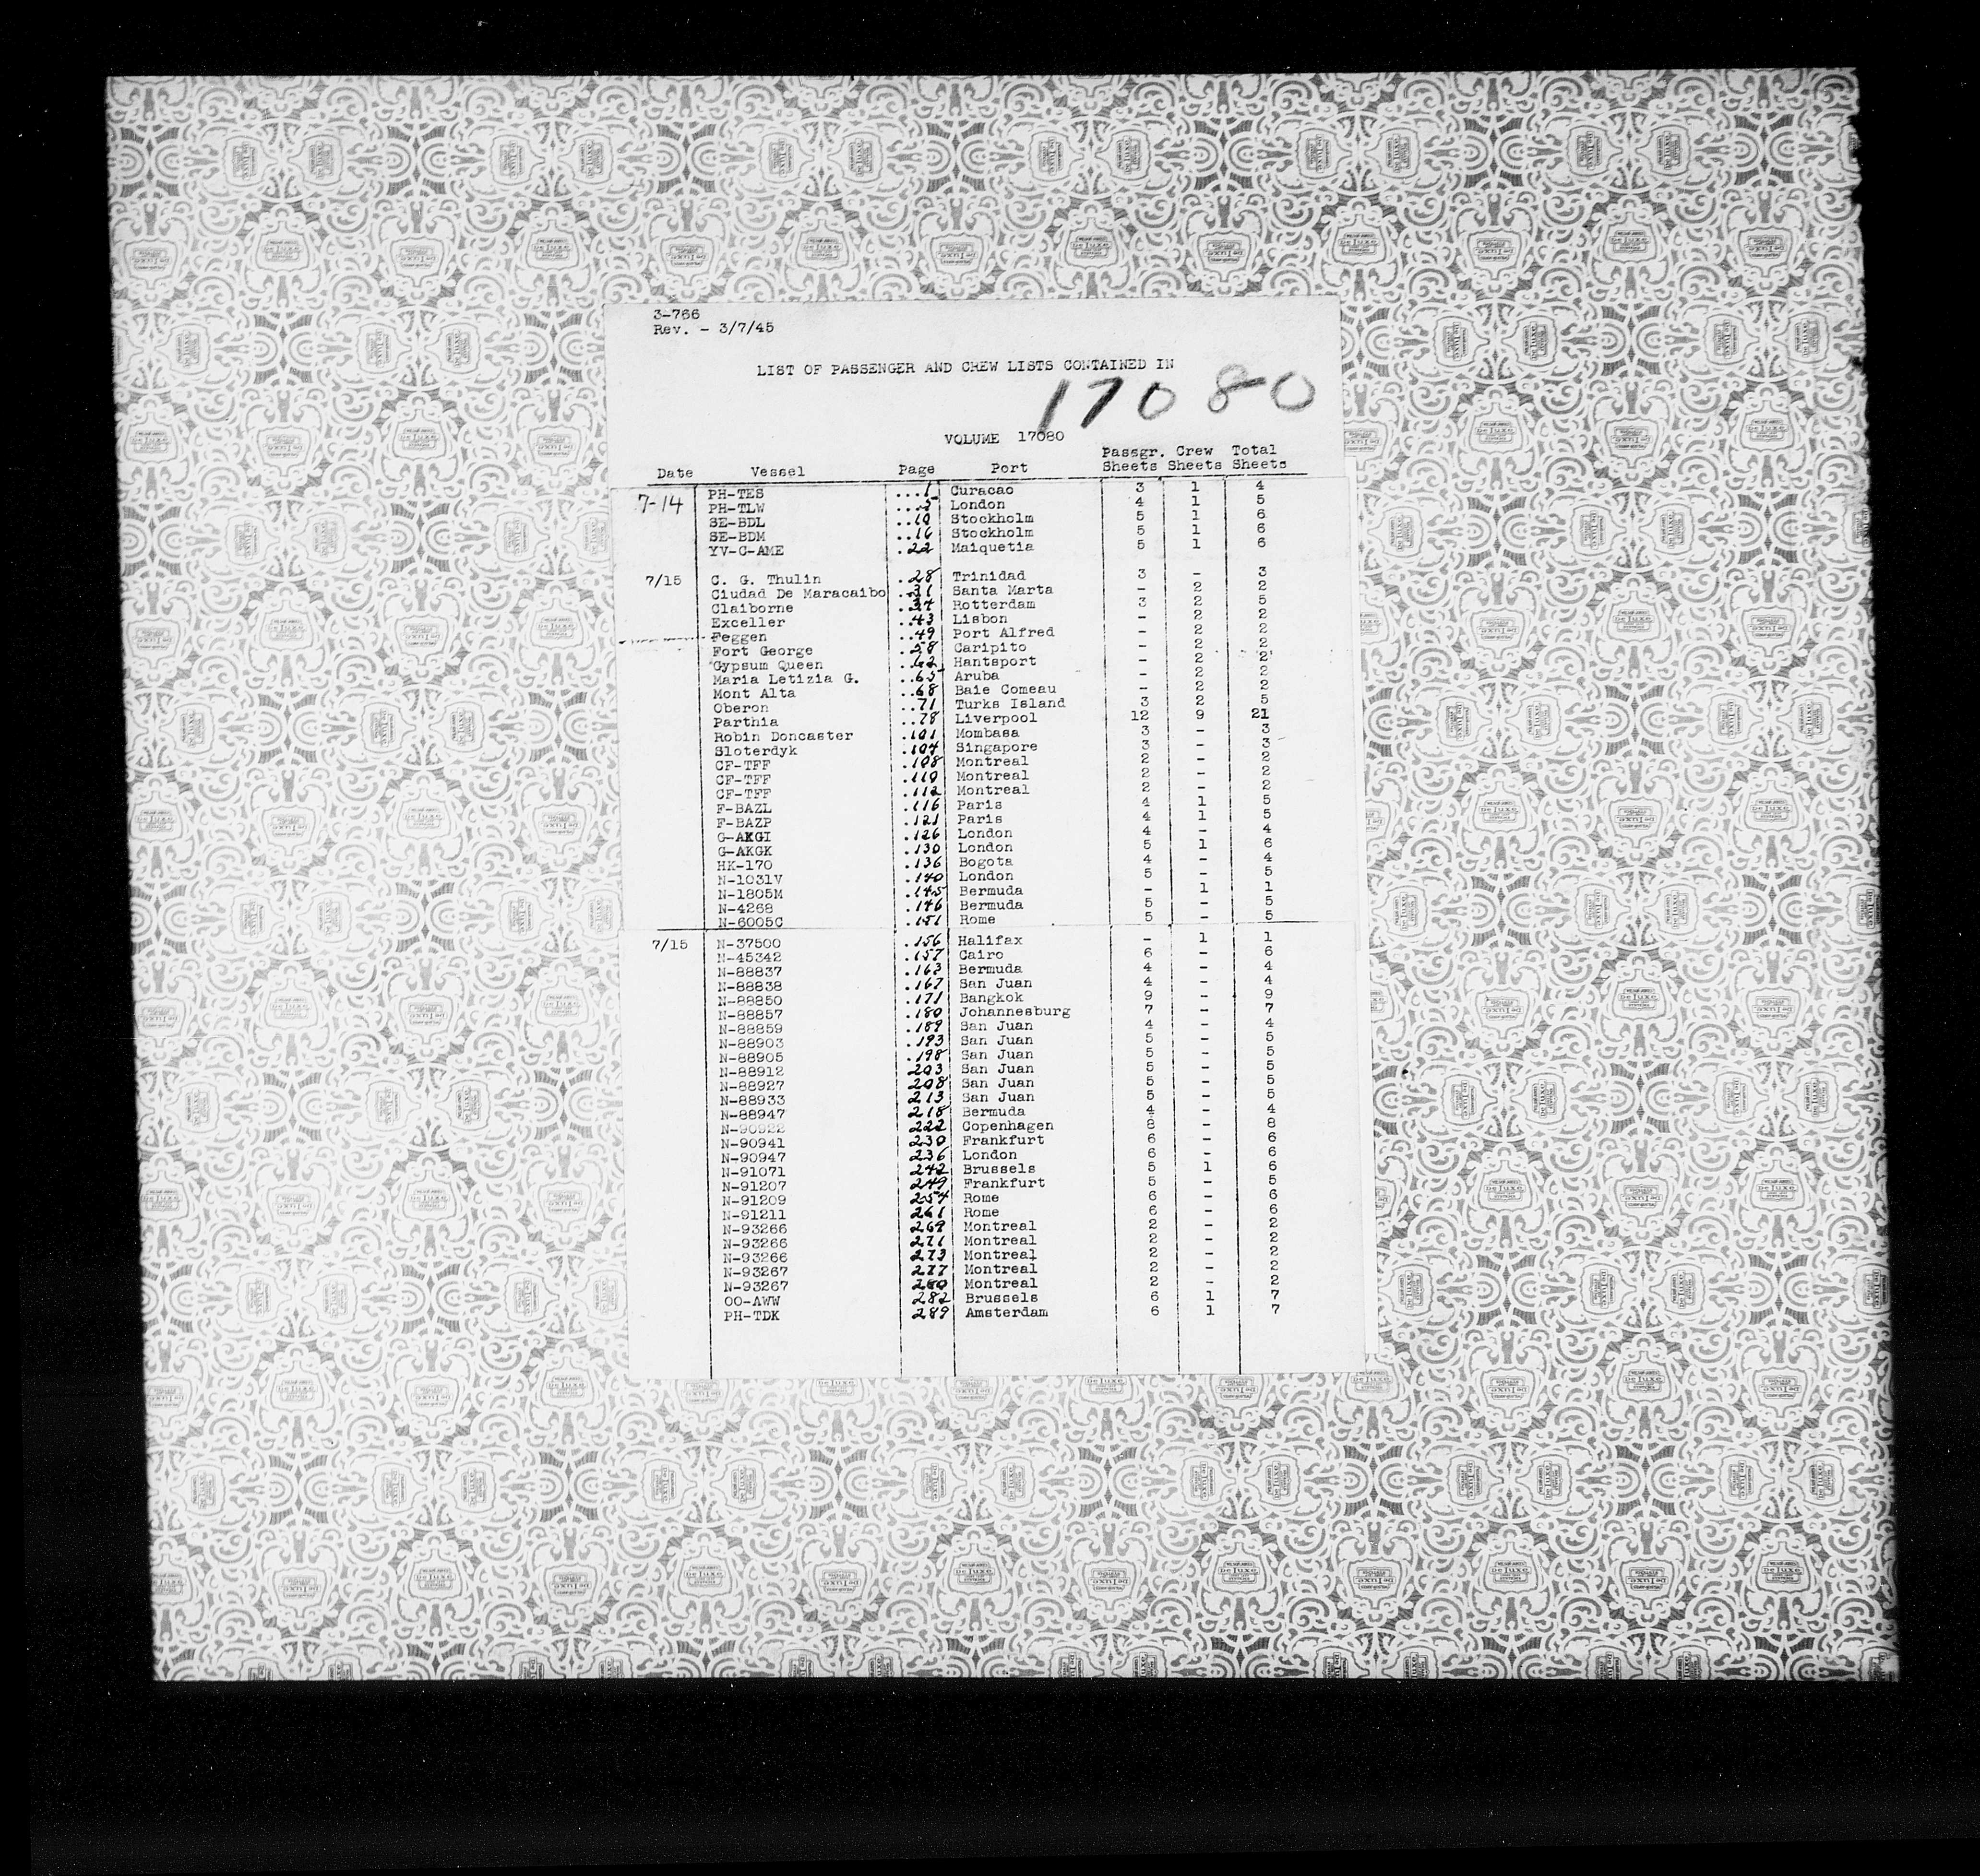 3-766
Rev. - 3/7/45
LIST OF PASSENGER AND CREW LISTS CONTAINED IN
17080
VOLUME 17080
Date Vessel Page Port Passgr. Sheets Crew Sheets Total Sheets
7-14 PH-TES ...1 Curacao 3 1 4
PH-TLW ...5 London 4 1 5
SE-BDL ..10 Stockholm 5 1 6
SE-BDM ..16 Stockholm 5 1 6
YV-C-AME .22 Maiquetia 5 1 6
7/15 C. G. Thulin .28 Trinidad 3 - 3
Ciudad De Maracaibo .31 Santa Marta - 2 2
Claiborne ..34 Rotterdam 3 2 5
Exceller ..43 Lisbon - 2 2
Feggen ..49 Port Alfred - 2 2
Fort George ..58 Caripito - 2 2
Gypsum Queen ..62 Hantsport - 2 2
Maria Letizia G. ..65 Aruba - 2 2
Mont Alta ..68 Baie Comeau - 2 2
Oberon ..71 Turks Island 3 2 5
Parthia ..78 Liverpool 12 9 21
Robin Doncaster .101 Mombasa 3 - 3
Sloterdyk .104 Singapore 3 - 3
CF-TFF .108 Montreal 2 - 2
CF-TFF .110 Montreal 2 - 2
CF-TFF .112 Montreal 2 - 2
F-BAZL .116 Paris 4 1 5
F-BAZP .121 Paris 4 1 5
G-AKGI .126 London 4 - 4
G-AKGK .130 London 5 1 6
HK-170 .136 Bogota 4 - 4
N-1031V .140 London 5 - 5
N-1805M .145 Bermuda - 1 1
N-4268 .146 Bermuda 5 - 5
N-6005C .151 Rome 5 - 5
7/15 N-37500 .156 Halifax - 1 1
N-45342 .157 Cairo 6 - 6
N-88837 .163 Bermuda 4 - 4
N-88838 .167 San Juan 4 - 4
N-88850 .171 Bangkok 9 - 9
N-88857 .180 Johannesburg 7 - 7
N-88859 .189 San Juan 4 - 4
N-88903 .193 San Juan 5 - 5
N-88905 .198 San Juan 5 - 5
N-88912 203 San Juan 5 - 5
N-88927 208 San Juan 5 - 5
N-88933 213 San Juan 5 - 5
N-88947 218 Bermuda 4 - 4
N-90922 222 Copenhagen 8 - 8
N-90941 230 Frankfurt 6 - 6
N-90947 236 London 6 - 6
N-91071 242 Brussels 5 1 6
N-91207 249 Frankfurt 5 - 5
N-91209 254 Rome 6 - 6
N-91211 261 Rome 6 - 6
N-93266 269 Montreal 2 - 2
N-93266 271 Montreal 2 - 2
N-93266 273 Montreal 2 - 2
N-93267 277 Montreal 2 - 2
N-93267 280 Montreal 2 - 2
OO-AWW 282 Brussels 6 1 7
PH-TDK 289 Amsterdam 6 1 7